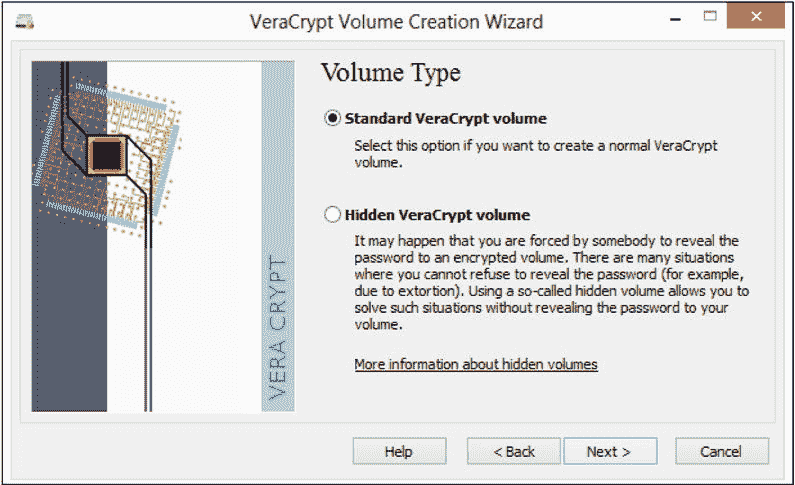 VeraCrypt Volume Creation Wizard
VERA CRYPT
Volume Type
Standard VeraCrypt volume
Select this option if you want to create a normal VeraCrypt
volume.
Hidden VeraCrypt volume
It may happen that you are forced by somebody to reveal the
password to an encrypted volume. There are many situations
where you cannot refuse to reveal the password (for example,
due to extortion). Using a so-called hidden volume allows you to
solve such situations without revealing the password to your
volume.
More information about hidden volumes
Help
< Back
Next >
Cancel